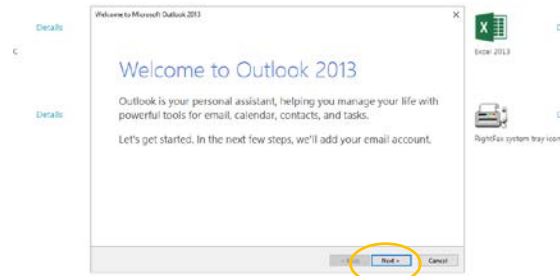 Welcome to Microsoft Outlook 2013
Details
C
Excel 2013
Welcome to Outlook 2013
Outlook is your personal assistant, helping you manage your life with
powerful tools for email, calendar, contacts, and tasks.
Details
Let's get started. In the next few steps, we'll add your email account.
RightFax system tray icon
Next >
Cancel